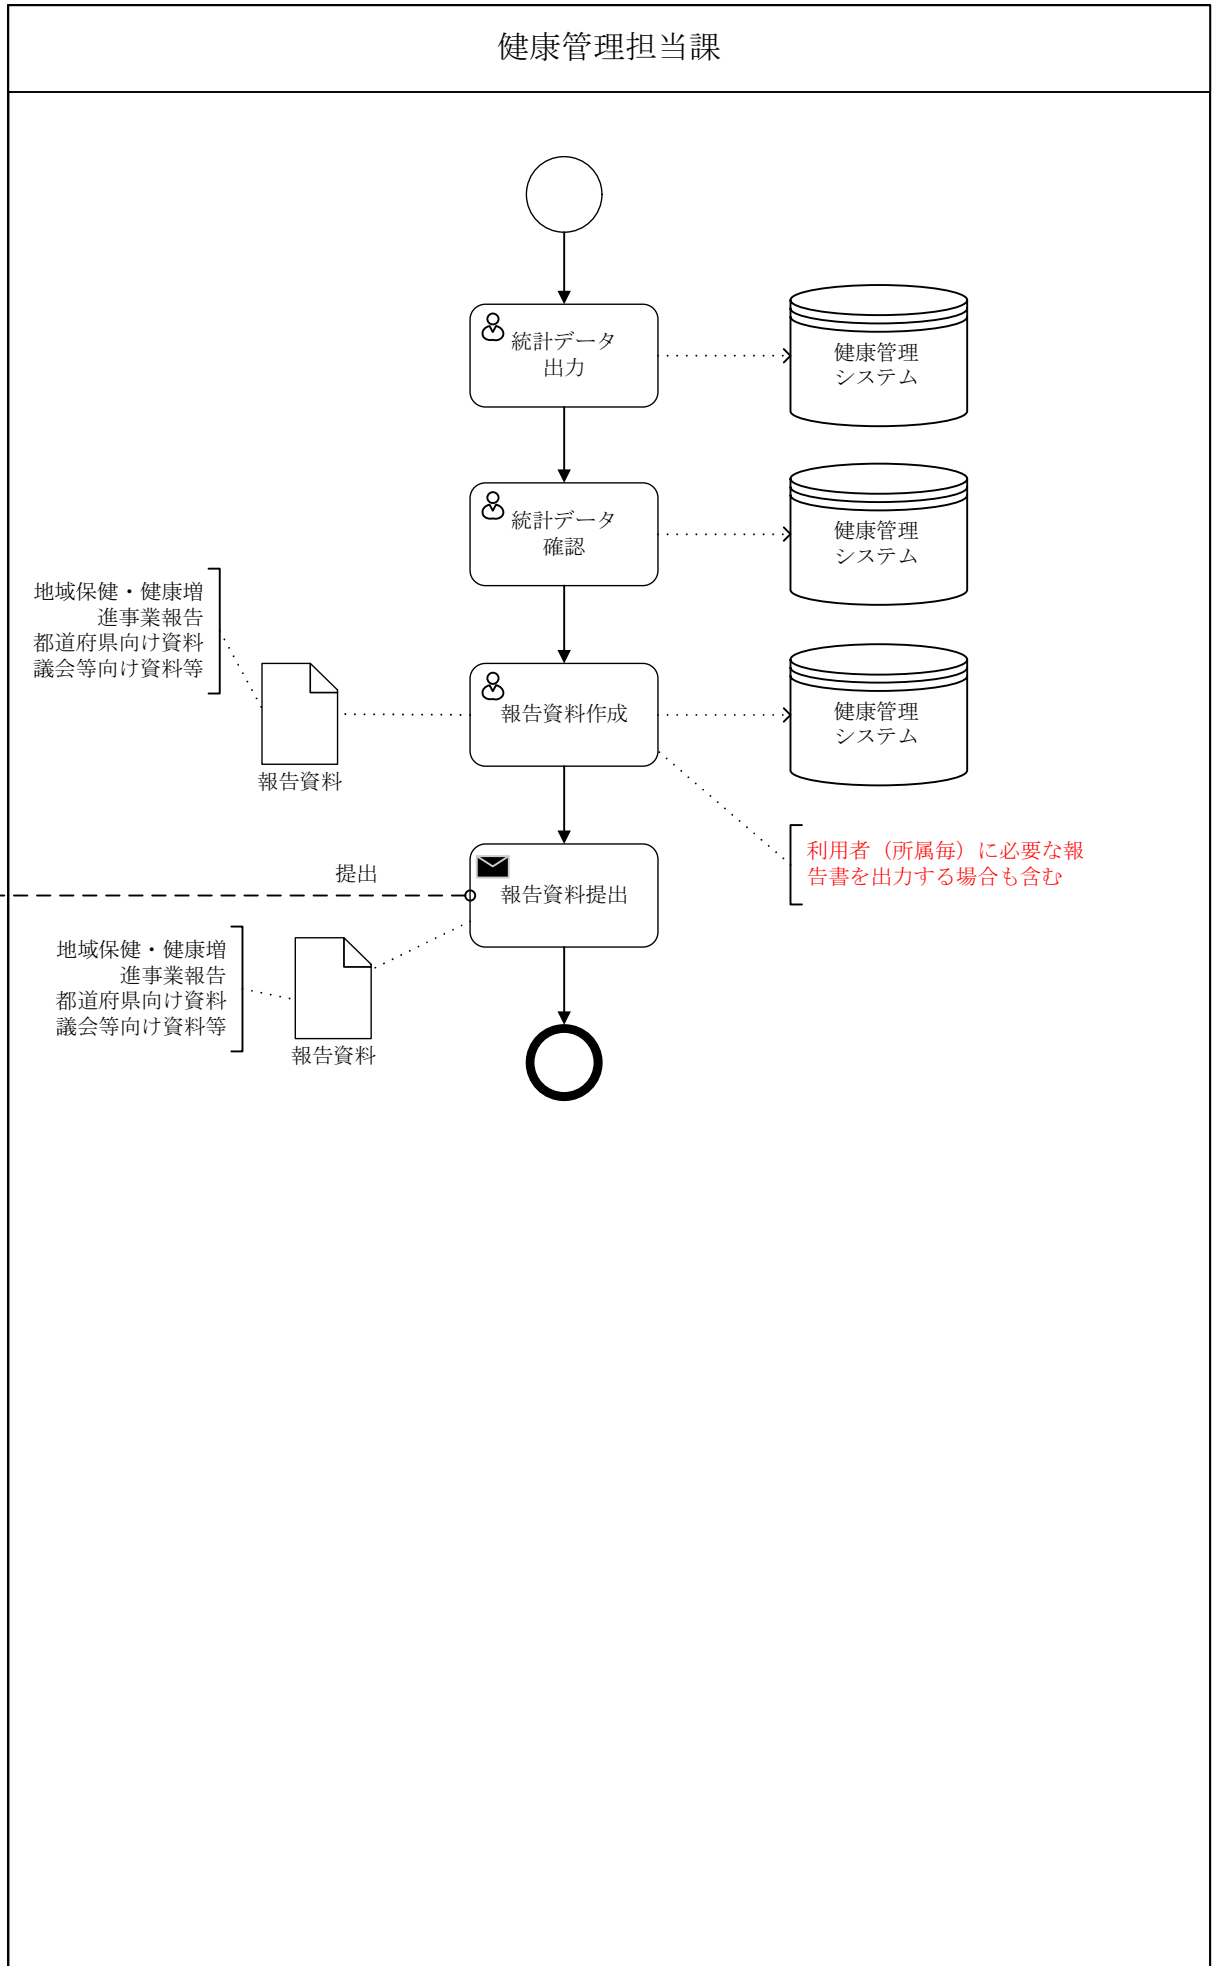 健康管理担当課
統計データ
出力
健康管理
システム
統計データ
確認
健康管理
システム
地域保健・健康増
進事業報告
都道府県向け資料
議会等向け資料等
報告資料
報告資料作成
健康管理
システム
利用者（所属毎）に必要な報
告書を出力する場合も含む
提出
報告資料提出
地域保健・健康増
進事業報告
都道府県向け資料
議会等向け資料等
報告資料